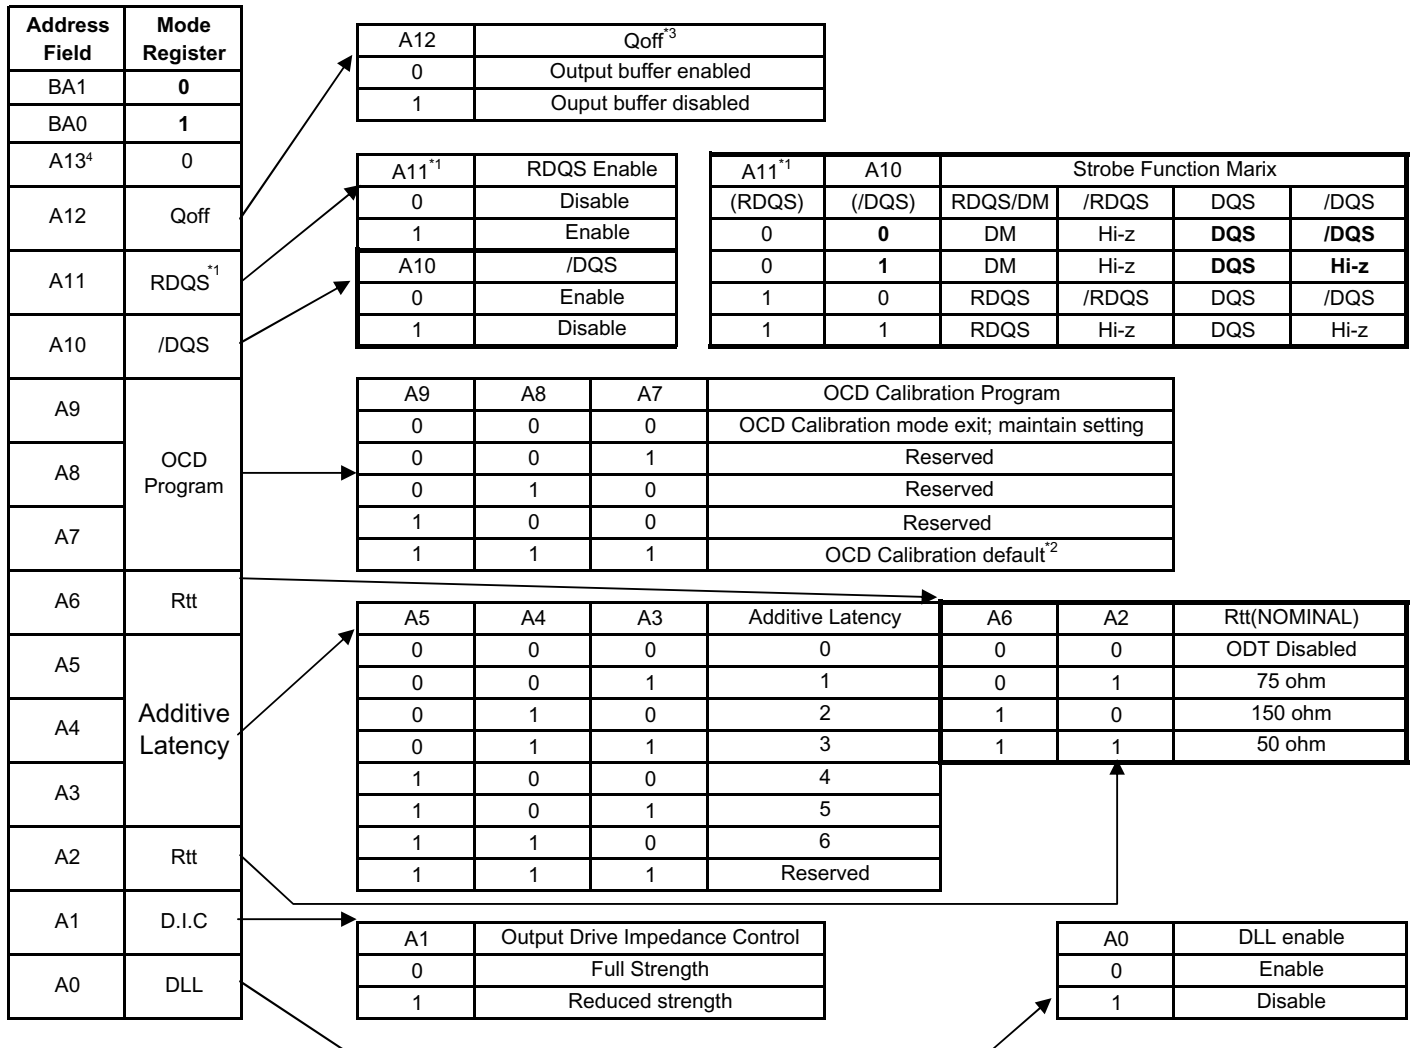 Address Field | Mode Register
BA1 | 0
BA0 | 1
A13⁴ | 0
A12 | Qoff
A11 | RDQS*1
A10 | /DQS
A9
A8 | OCD Program
A7
A6 | Rtt
A5
A4 | Additive Latency
A3
A2 | Rtt
A1 | D.I.C
A0 | DLL
A12 | Qoff*3
0 | Output buffer enabled
1 | Ouput buffer disabled
A11*1 | RDQS Enable
0 | Disable
1 | Enable
A10 | /DQS
0 | Enable
1 | Disable
A11*1 | A10 | Strobe Function Marix
(RDQS) | (/DQS) | RDQS/DM | /RDQS | DQS | /DQS
0 | 0 | DM | Hi-z | DQS | /DQS
0 | 1 | DM | Hi-z | DQS | Hi-z
1 | 0 | RDQS | /RDQS | DQS | /DQS
1 | 1 | RDQS | Hi-z | DQS | Hi-z
A9 | A8 | A7 | OCD Calibration Program
0 | 0 | 0 | OCD Calibration mode exit; maintain setting
0 | 0 | 1 | Reserved
0 | 1 | 0 | Reserved
1 | 0 | 0 | Reserved
1 | 1 | 1 | OCD Calibration default*2
A5 | A4 | A3 | Additive Latency
0 | 0 | 0 | 0
0 | 0 | 1 | 1
0 | 1 | 0 | 2
0 | 1 | 1 | 3
1 | 0 | 0 | 4
1 | 0 | 1 | 5
1 | 1 | 0 | 6
1 | 1 | 1 | Reserved
A6 | A2 | Rtt(NOMINAL)
0 | 0 | ODT Disabled
0 | 1 | 75 ohm
1 | 0 | 150 ohm
1 | 1 | 50 ohm
A1 | Output Drive Impedance Control
0 | Full Strength
1 | Reduced strength
A0 | DLL enable
0 | Enable
1 | Disable